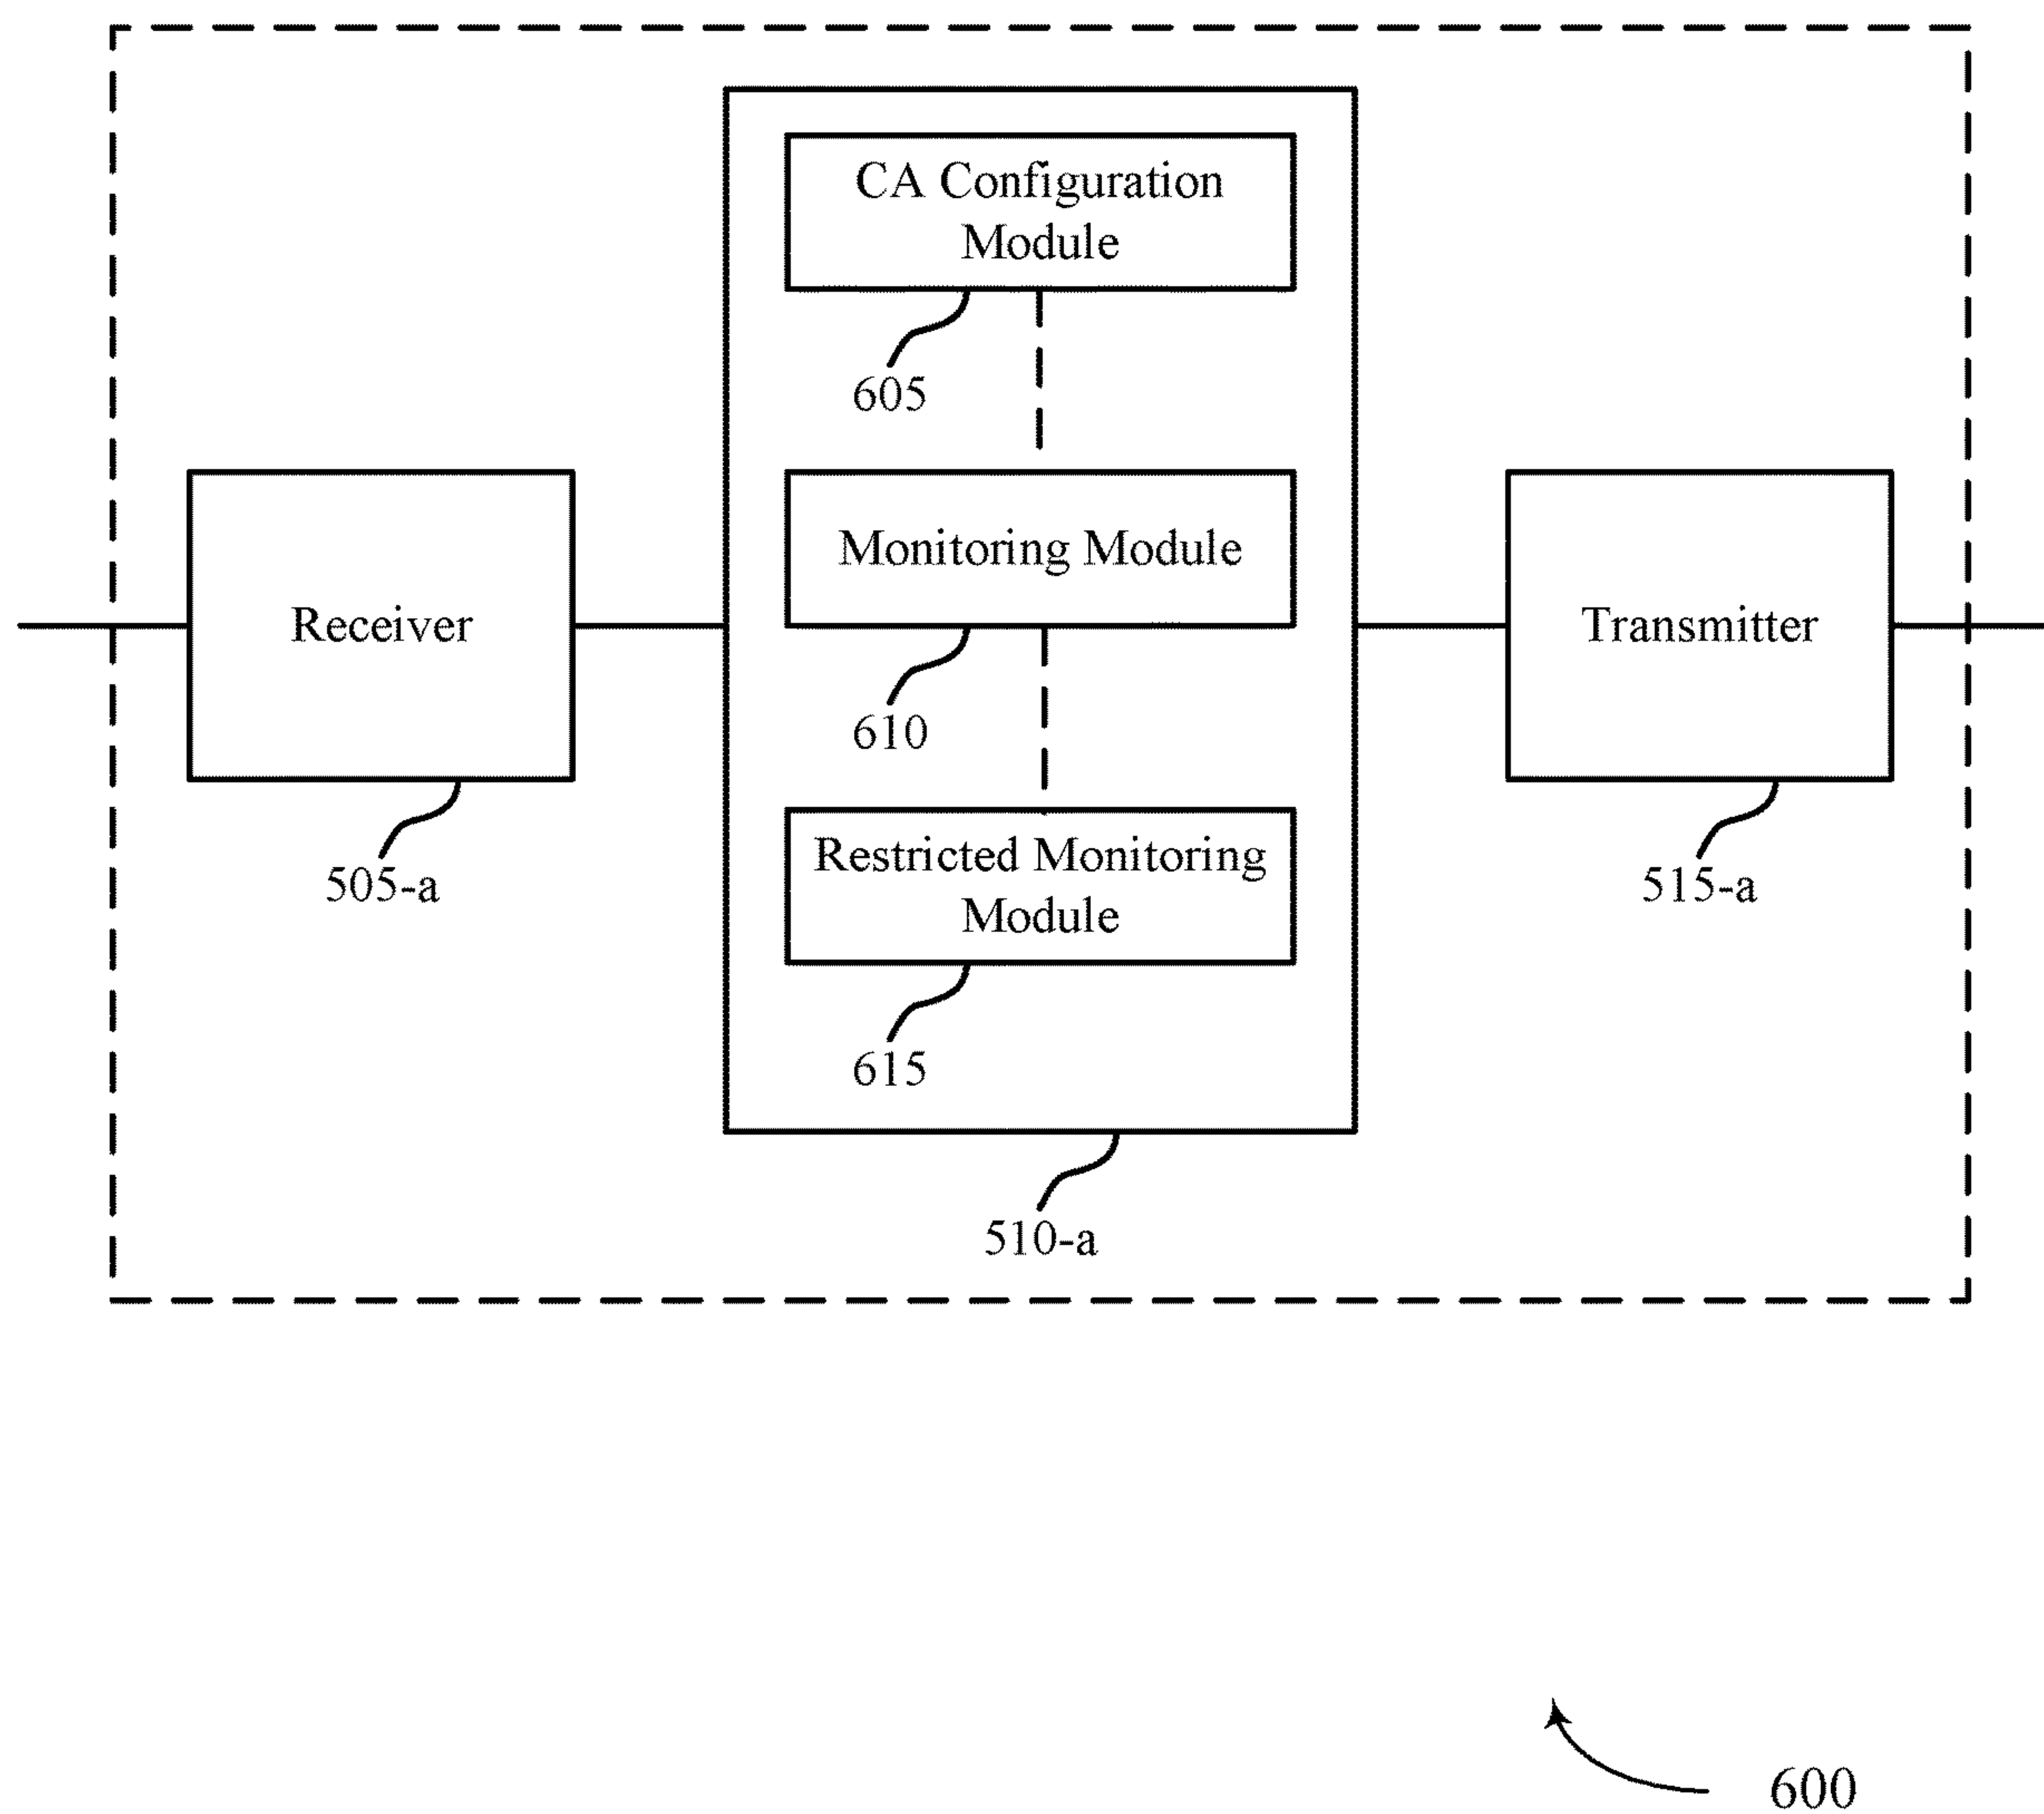 CA Configuration
Module
605
Monitoring Module
610
Receiver
505-a
Transmitter
515-a
Restricted Monitoring
Module
615
510-a
600